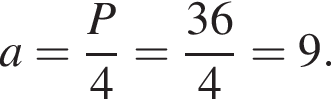 a = P/4 = 36/4 = 9.